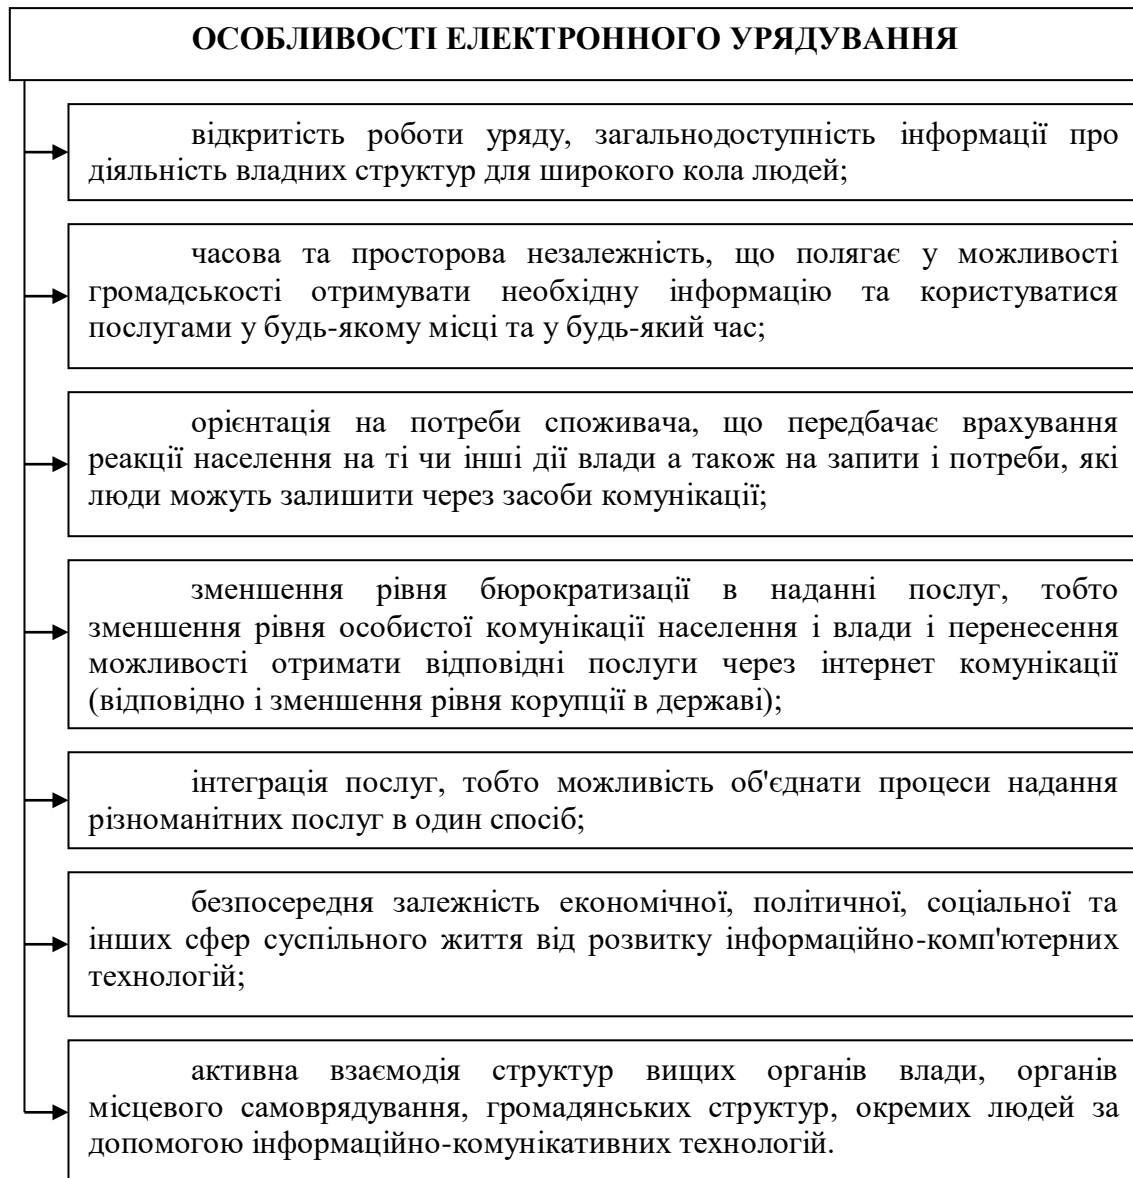 ОСОБЛИВОСТІ ЕЛЕКТРОННОГО УРЯДУВАННЯ
відкритість роботи уряду, загальнодоступність інформації про
діяльність владних структур для широкого кола людей;
часова та просторова незалежність, що полягає у можливості
громадськості отримувати необхідну інформацію та користуватися
послугами у будь-якому місці та у будь-який час;
орієнтація на потреби споживача, що передбачає врахування
реакції населення на ті чи інші дії влади а також на запити і потреби, які
люди можуть залишити через засоби комунікації;
зменшення рівня бюрократизації в наданні послуг, тобто
зменшення рівня особистої комунікації населення і влади і перенесення
можливості отримати відповідні послуги через інтернет комунікації
(відповідно і зменшення рівня корупції в державі);
інтеграція послуг, тобто можливість об'єднати процеси надання
різноманітних послуг в один спосіб;
безпосередня залежність економічної, політичної, соціальної та
інших сфер суспільного життя від розвитку інформаційно-комп'ютерних
технологій;
активна взаємодія структур вищих органів влади, органів
місцевого самоврядування, громадянських структур, окремих людей за
допомогою інформаційно-комунікативних технологій.